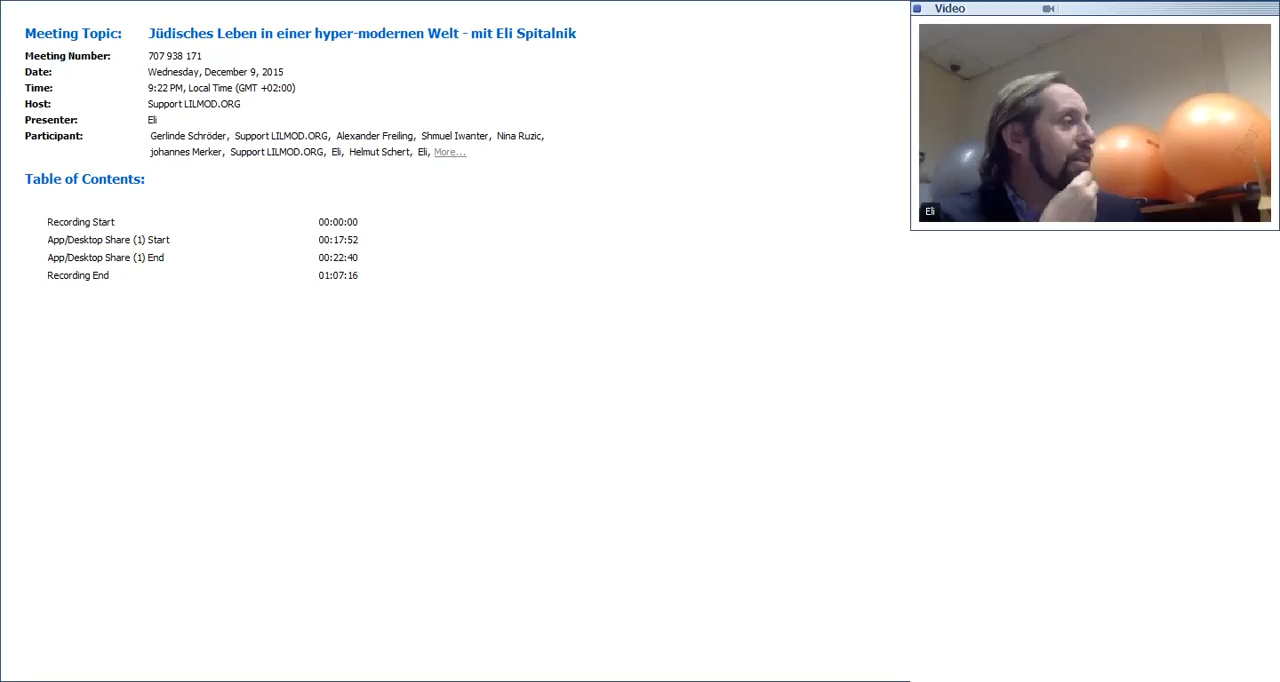 Meeting Topic: Jüdisches Leben in einer hyper-modernen Welt - mit Eli Spitalnik
Meeting Number: 707 938 171
Date: Wednesday, December 9, 2015
Time: 9:22 PM, Local Time (GMT +02:00)
Host: Support LILMOD.ORG
Presenter: Eli
Participant: Gerlinde Schröder, Support LILMOD.ORG, Alexander Freiling, Shmuel Iwanter, Nina Ruzic,
johannes Merker, Support LILMOD.ORG, Eli, Helmut Schert, Eli, More...
Table of Contents:
Recording Start 00:00:00
App/Desktop Share (1) Start 00:17:52
App/Desktop Share (1) End 00:22:40
Recording End 01:07:16
Video
Eli